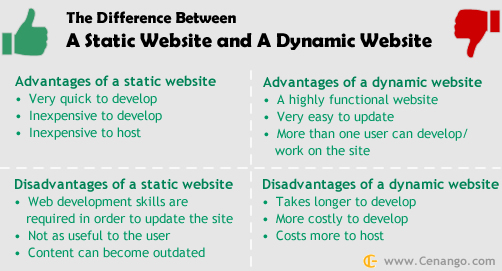 The Difference Between
A Static Website and A Dynamic Website
Advantages of a static website
• Very quick to develop
• Inexpensive to develop
• Inexpensive to host
Advantages of a dynamic website
• A highly functional website
• Very easy to update
• More than one user can develop/
work on the site
Disadvantages of a static website
• Web development skills are
required in order to update the site
• Not as useful to the user
• Content can become outdated
Disadvantages of a dynamic website
• Takes longer to develop
• More costly to develop
• Costs more to host
www.Cenango.com